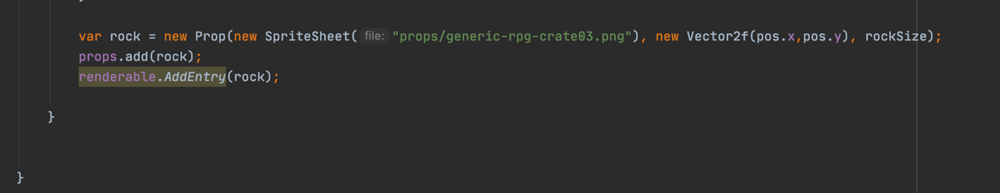 var rock = new Prop(new SpriteSheet( file: "props/generic-rpg-crate03.png"), new Vector2f(pos.x,pos.y), rockSize);
props.add(rock);
renderable.AddEntry(rock);
}
}